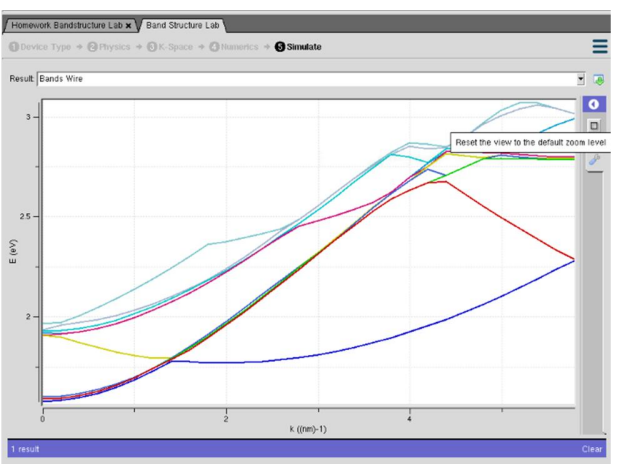 Homework Bandstructure Lab x Band Structure Lab
1 Device Type → 2 Physics → 3 K-Space → 4 Numerics → 5 Simulate
Result: Bands Wire
Reset the view to the default zoom level
3
2.5
2
E (eV)
0 2 4
k ((nm)-1)
1 result Clear